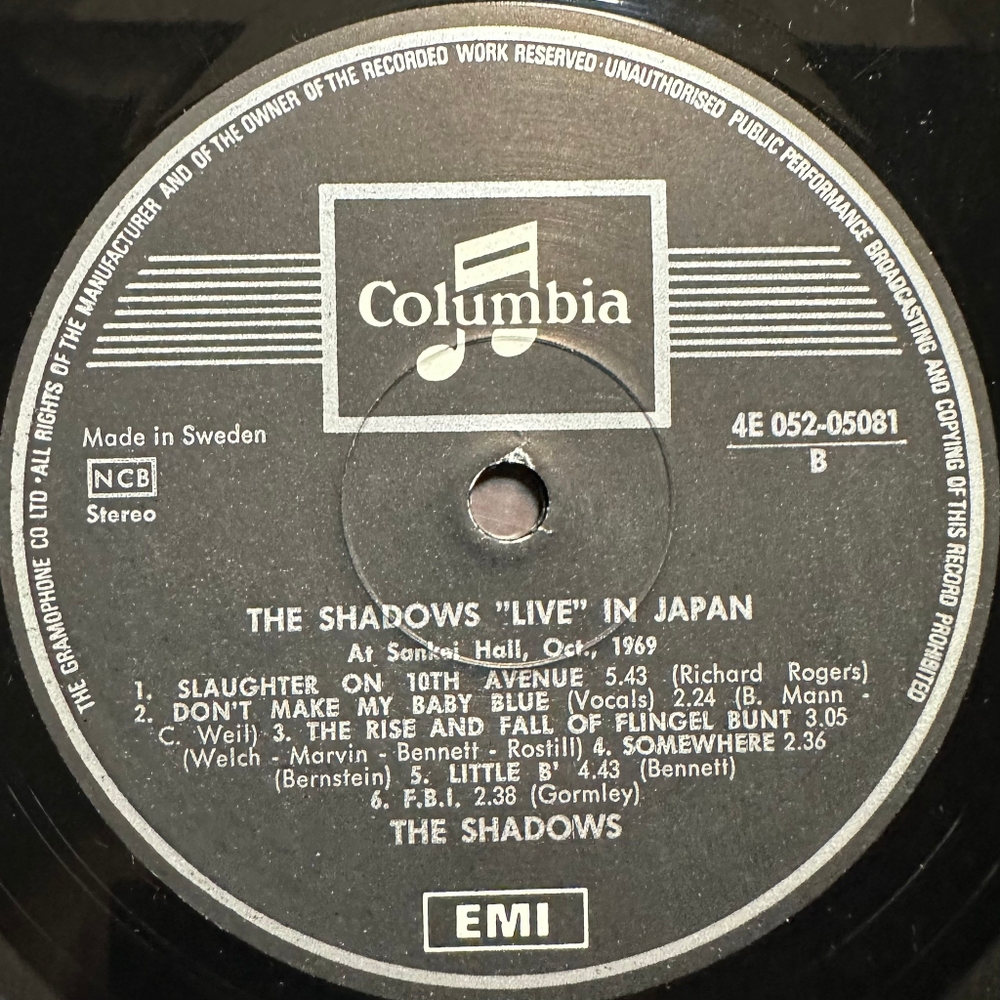 THE GRAMOPHONE CO LTD · ALL RIGHTS OF THE MANUFACTURER AND OF THE OWNER OF THE RECORDED WORK RESERVED · UNAUTHORISED PUBLIC PERFORMANCE BROADCASTING AND COPYING OF THIS RECORD PROHIBITED
Columbia
Made in Sweden
NCB
Stereo
4E 052-05081
B
THE SHADOWS "LIVE" IN JAPAN
At Sankei Hall, Oct., 1969
1. SLAUGHTER ON 10TH AVENUE 5.43 (Richard Rogers)
2. DON'T MAKE MY BABY BLUE (Vocals) 2.24 (B. Mann -
C. Weil) 3. THE RISE AND FALL OF FLINGEL BUNT 3.05
(Welch - Marvin - Bennett - Rostill) 4. SOMEWHERE 2.36
(Bernstein) 5. LITTLE B' 4.43 (Bennett)
6. F.B.I. 2.38 (Gormley)
THE SHADOWS
EMI